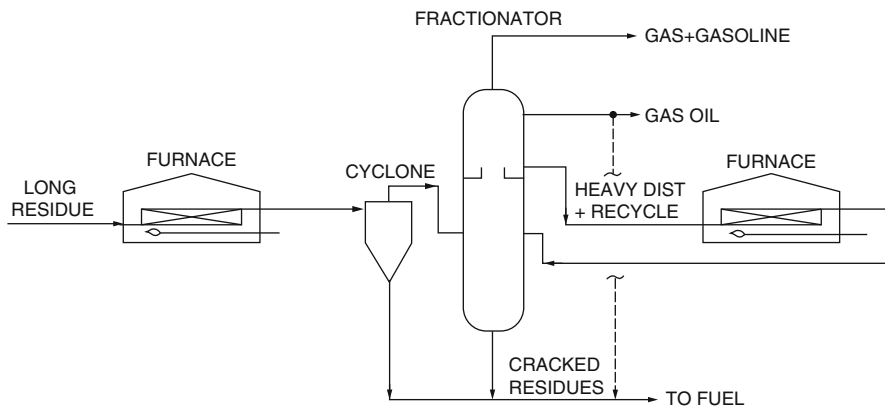 FRACTIONATOR
GAS+GASOLINE
GAS OIL
FURNACE
CYCLONE
FURNACE
LONG
RESIDUE
HEAVY DIST
+ RECYCLE
CRACKED
RESIDUES
TO FUEL